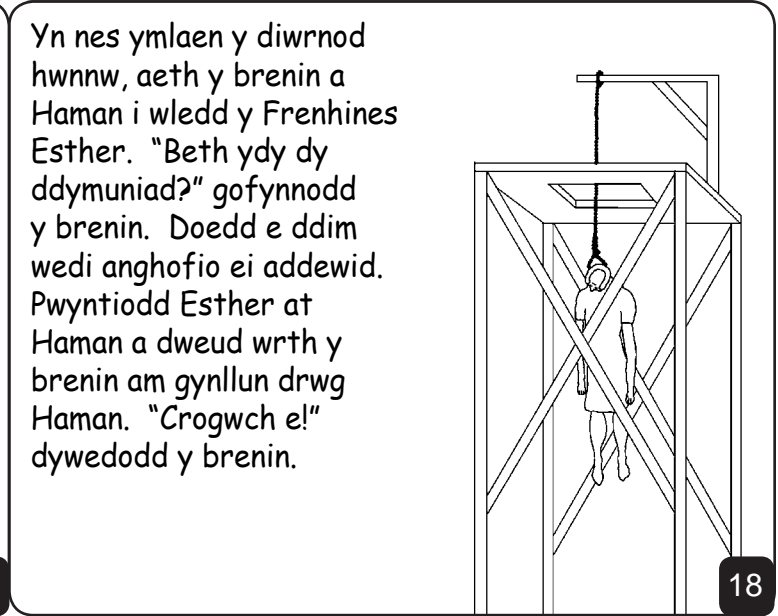 Yn nes ymlaen y diwrnod
hwnnw, aeth y brenin a
Haman i wledd y Frenhines
Esther.  “Beth ydy dy
ddymuniad?” gofynnodd
y brenin.  Doedd e ddim
wedi anghofio ei addewid.
Pwyntiodd Esther at
Haman a dweud wrth y
brenin am gynllun drwg
Haman.  “Crogwch e!”
dywedodd y brenin.
18